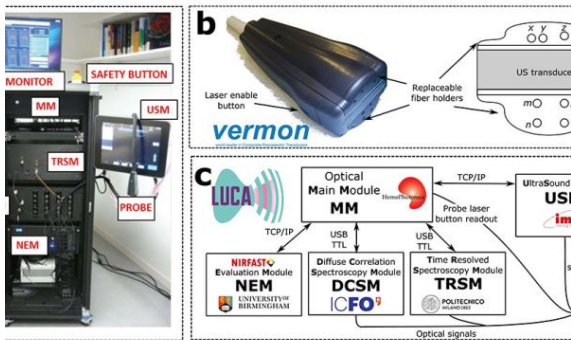 MONITOR
SAFETY BUTTON
MM
USM
TRSM
PROBE
NEM
b
Laser enable
button
vermon
Replaceable
fiber holders
x y z
US transduce
m
n
c
LUCA
Optical
Main Module
MM
HemoPhotonics
TCP/IP
UltraSound
US
im
Probe laser
button readout
TCP/IP
USB
TTL
USB
TTL
NIRFAST
Evaluation Module
NEM
UNIVERSITY OF
BIRMINGHAM
Diffuse Correlation
Spectroscopy Module
DCSM
ICFO
Time Resolved
Spectroscopy Module
TRSM
POLITECNICO
MILANO 1863
Optical signals